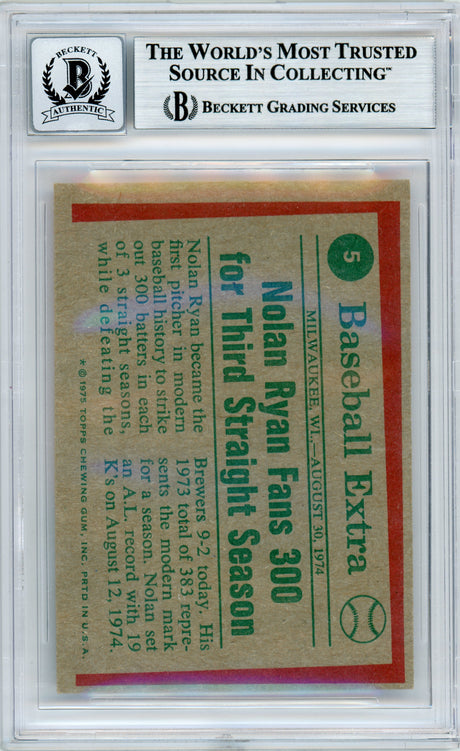 BECKETT
B
AUTHENTIC
THE WORLD'S MOST TRUSTED
SOURCE IN COLLECTING™
B BECKETT GRADING SERVICES
5
Baseball Extra
MILWAUKEE, WI.,—AUGUST 30, 1974
Nolan Ryan Fans 300
for Third Straight Season
Nolan Ryan became the
first pitcher in modern
baseball history to strike
out 300 batters in each
of 3 straight seasons,
while defeating the
Brewers 9-2 today. His
1973 total of 383 repre-
sents the modern mark
for a season. Nolan set
an A.L. record with 19
K's on August 12, 1974.
* © 1975 TOPPS CHEWING GUM, INC. PRTD IN U.S.A.